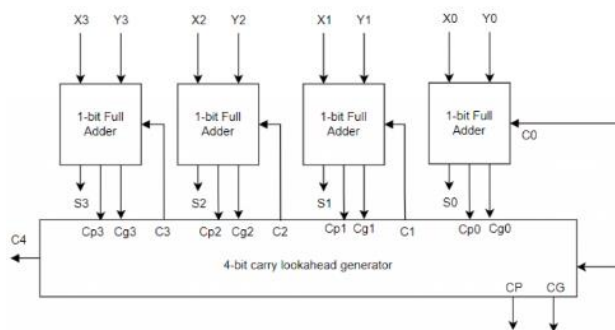 X3 Y3 X2 Y2 X1 Y1 X0 Y0
1-bit Full Adder
1-bit Full Adder
1-bit Full Adder
1-bit Full Adder
C0
S3 S2 S1 S0
C4
Cp3 Cg3 C3 Cp2 Cg2 C2 Cp1 Cg1 C1 Cp0 Cg0
4-bit carry lookahead generator
CP CG